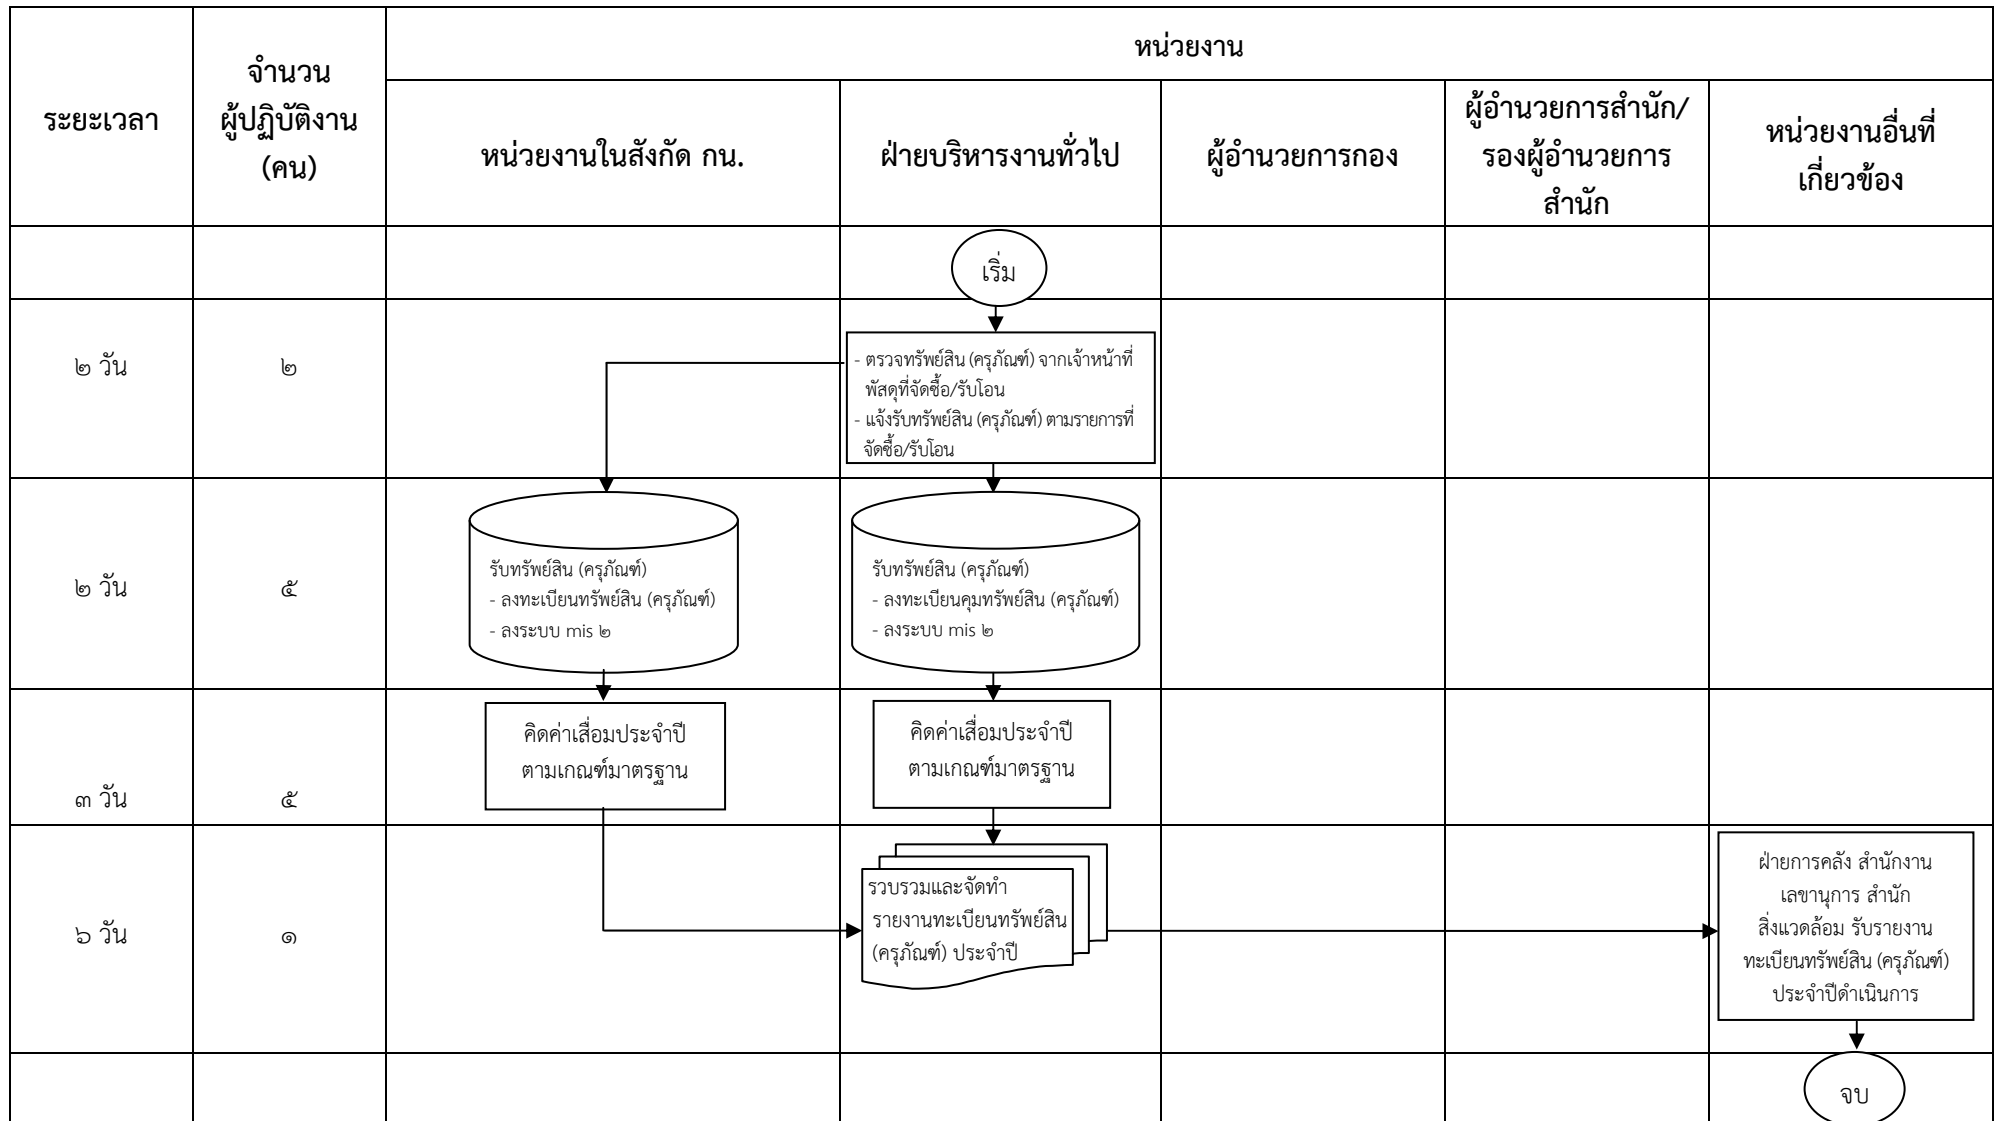 ระยะเวลา
จำนวน
ผู้ปฏิบัติงาน
(คน)
หน่วยงาน
หน่วยงานในสังกัด กน.
ฝ่ายบริหารงานทั่วไป
ผู้อำนวยการกอง
ผู้อำนวยการสำนัก/
รองผู้อำนวยการ
สำนัก
หน่วยงานอื่นที่
เกี่ยวข้อง
เริ่ม
๒ วัน
๒
- ตรวจทรัพย์สิน (ครุภัณฑ์) จากเจ้าหน้าที่
พัสดุที่จัดซื้อ/รับโอน
- แจ้งรับทรัพย์สิน (ครุภัณฑ์) ตามรายการที่
จัดซื้อ/รับโอน
๒ วัน
๕
รับทรัพย์สิน (ครุภัณฑ์)
- ลงทะเบียนทรัพย์สิน (ครุภัณฑ์)
- ลงระบบ mis ๒
รับทรัพย์สิน (ครุภัณฑ์)
- ลงทะเบียนคุมทรัพย์สิน (ครุภัณฑ์)
- ลงระบบ mis ๒
๓ วัน
๕
คิดค่าเสื่อมประจำปี
ตามเกณฑ์มาตรฐาน
คิดค่าเสื่อมประจำปี
ตามเกณฑ์มาตรฐาน
๖ วัน
๑
รวบรวมและจัดทำ
รายงานทะเบียนทรัพย์สิน
(ครุภัณฑ์) ประจำปี
ฝ่ายการคลัง สำนักงาน
เลขานุการ สำนัก
สิ่งแวดล้อม รับรายงาน
ทะเบียนทรัพย์สิน (ครุภัณฑ์)
ประจำปีดำเนินการ
จบ